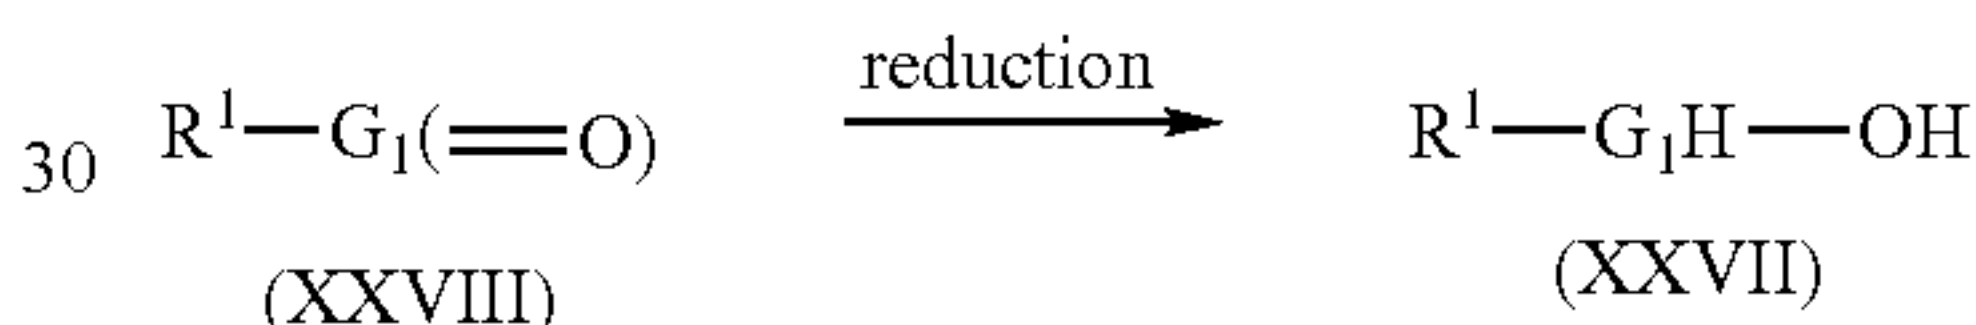 reduction
30 R¹—G₁(=O) R¹—G₁H—OH
(XXVIII) (XXVII)